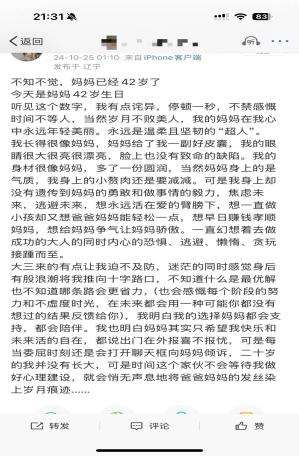 21:31
83
返回
24-10-25 01:10 来自 iPhone客户端
发布于 辽宁
不知不觉，妈妈已经42岁了
今天是妈妈42岁生日
听见这个数字，我有点诧异，停顿一秒，不禁感慨
时间不等人，当然岁月不败美人，我的妈妈在我心
中永远年轻美丽。永远是温柔且坚韧的“超人”。
我长得很像妈妈，妈妈给了我一副好皮囊，我的眼
睛很大很亮很漂亮，脸上也没有致命的缺陷。我的
身材很像妈妈，多了一份圆润，当然妈妈身上的是
气质，我身上的小赘肉还是要减减。可是我身上却
没有遗传到妈妈的勇敢和做事情的毅力，焦虑未
来，逃避未来，想永远活在爱的臂膀下，想一直做
小孩却又想爸爸妈妈能轻松一点，想早日赚钱孝顺
妈妈，想给妈妈争气让妈妈骄傲。一直幻想着去做
成功的大人的同时内心的恐惧、逃避、懒惰、贪玩
接踵而至。
大三来的有点让我迫不及防，迷茫的同时感觉身后
有股浪潮将我推向十字路口，不知道什么是最优解
也不知道哪条路会更省力，（也会感慨每个阶段的努
力和不虚度时光，在未来都会用一种可能你都没有
想过的结果反馈给你），我明白我的选择妈妈都会支
持，都会陪伴。我也明白妈妈其实只希望我快乐和
未来活的自在，都说出门在外报喜不报忧，可是每
当委屈时刻还是会打开聊天框向妈妈倾诉，二十岁
的我并没有长大，可是时间这个家伙不会等待我做
好心理建设，就会悄无声息地将爸爸妈妈的发丝染
上岁月痕迹……
转发
评论
赞